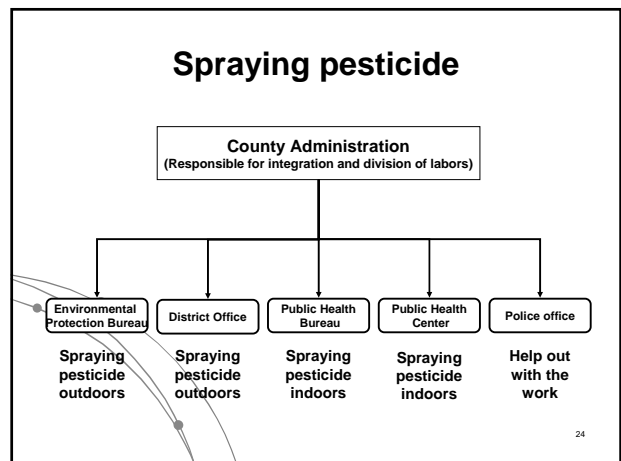 Spraying pesticide
County Administration
(Responsible for integration and division of labors)
Environmental
Protection Bureau
District Office
Public Health
Bureau
Public Health
Center
Police office
Spraying
pesticide
outdoors
Spraying
pesticide
outdoors
Spraying
pesticide
indoors
Spraying
pesticide
indoors
Help out
with the
work
24